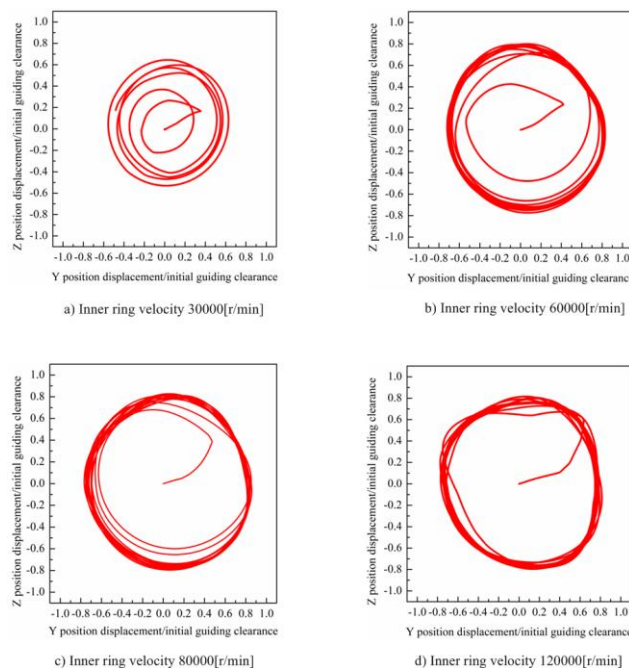 Z position displacement/initial guiding clearance
1.0
0.8
0.6
0.4
0.2
0.0
-0.2
-0.4
-0.6
-0.8
-1.0
-1.0 -0.8 -0.6 -0.4 -0.2 0.0 0.2 0.4 0.6 0.8 1.0
Y position displacement/initial guiding clearance
a) Inner ring velocity 30000[r/min]
Z position displacement/initial guiding clearance
1.0
0.8
0.6
0.4
0.2
0.0
-0.2
-0.4
-0.6
-0.8
-1.0
-1.0 -0.8 -0.6 -0.4 -0.2 0.0 0.2 0.4 0.6 0.8 1.0
Y position displacement/initial guiding clearance
b) Inner ring velocity 60000[r/min]
Z position displacement/initial guiding clearance
1.0
0.8
0.6
0.4
0.2
0.0
-0.2
-0.4
-0.6
-0.8
-1.0
-1.0 -0.8 -0.6 -0.4 -0.2 0.0 0.2 0.4 0.6 0.8 1.0
Y position displacement/initial guiding clearance
c) Inner ring velocity 80000[r/min]
Z position displacement/initial guiding clearance
1.0
0.8
0.6
0.4
0.2
0.0
-0.2
-0.4
-0.6
-0.8
-1.0
-1.0 -0.8 -0.6 -0.4 -0.2 0.0 0.2 0.4 0.6 0.8 1.0
Y position displacement/initial guiding clearance
d) Inner ring velocity 120000[r/min]